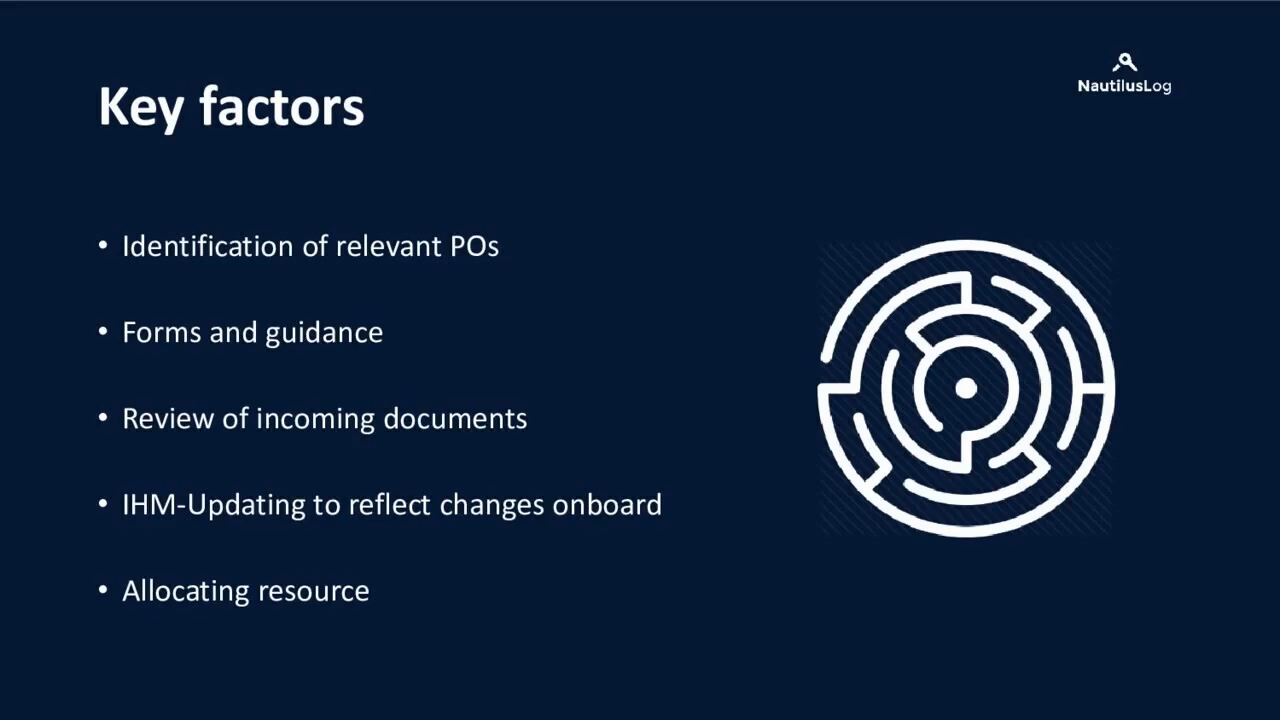 NautilusLog
Key factors
• Identification of relevant POs
• Forms and guidance
• Review of incoming documents
• IHM-Updating to reflect changes onboard
• Allocating resource